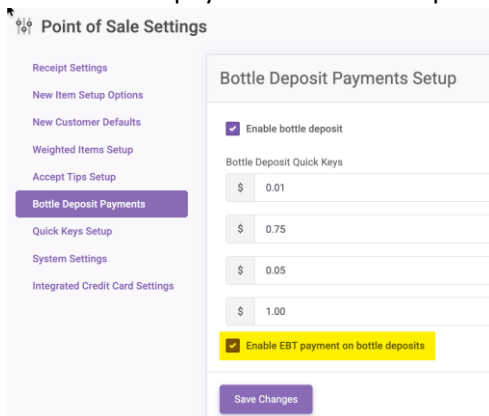 Point of Sale Settings
Receipt Settings
New Item Setup Options
New Customer Defaults
Weighted Items Setup
Accept Tips Setup
Bottle Deposit Payments
Quick Keys Setup
System Settings
Integrated Credit Card Settings
Bottle Deposit Payments Setup
Enable bottle deposit
Bottle Deposit Quick Keys
$ 0.01
$ 0.75
$ 0.05
$ 1.00
Enable EBT payment on bottle deposits
Save Changes